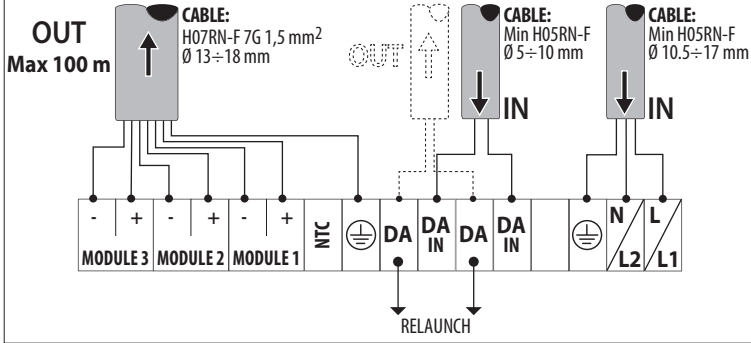 OUT
Max 100 m
CABLE:
H07RN-F 7G 1,5 mm²
Ø 13÷18 mm
OUT
CABLE:
Min H05RN-F
Ø 5÷10 mm
IN
CABLE:
Min H05RN-F
Ø 10.5÷17 mm
IN
- + - + - +
MODULE 3 MODULE 2 MODULE 1
NTC
DA
DA IN
DA
DA IN
N/L2
L/L1
RELAUNCH